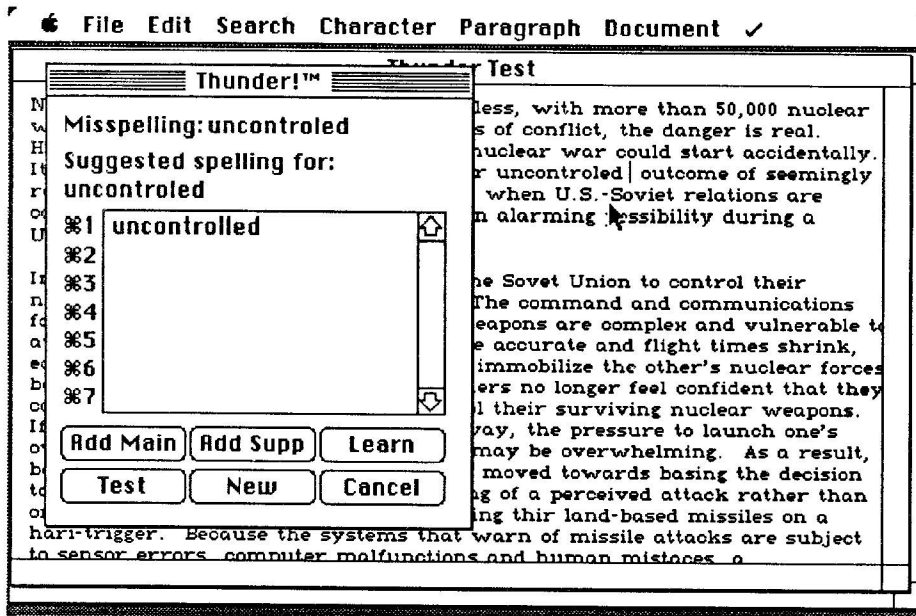 File Edit Search Character Paragraph Document ✓
Thunder Test
Thunder!™
Misspelling: uncontroled
Suggested spelling for:
uncontroled
⌘1 uncontrolled
⌘2
⌘3
⌘4
⌘5
⌘6
⌘7
Add Main Add Supp Learn
Test New Cancel
less, with more than 50,000 nuclear
s of conflict, the danger is real.
nuclear war could start accidentally.
r uncontroled outcome of seemingly
when U.S.-Soviet relations are
n alarming possibility during a
he Sovet Union to control their
The command and communications
eapons are complex and vulnerable to
e accurate and flight times shrink,
immobilize the other's nuclear forces
ers no longer feel confident that they
l their surviving nuclear weapons.
way, the pressure to launch one's
may be overwhelming. As a result,
moved towards basing the decision
g of a perceived attack rather than
ing thir land-based missiles on a
hari-trigger. Because the systems that warn of missile attacks are subject
to sensor errors, computer malfunctions and human mistaces, a